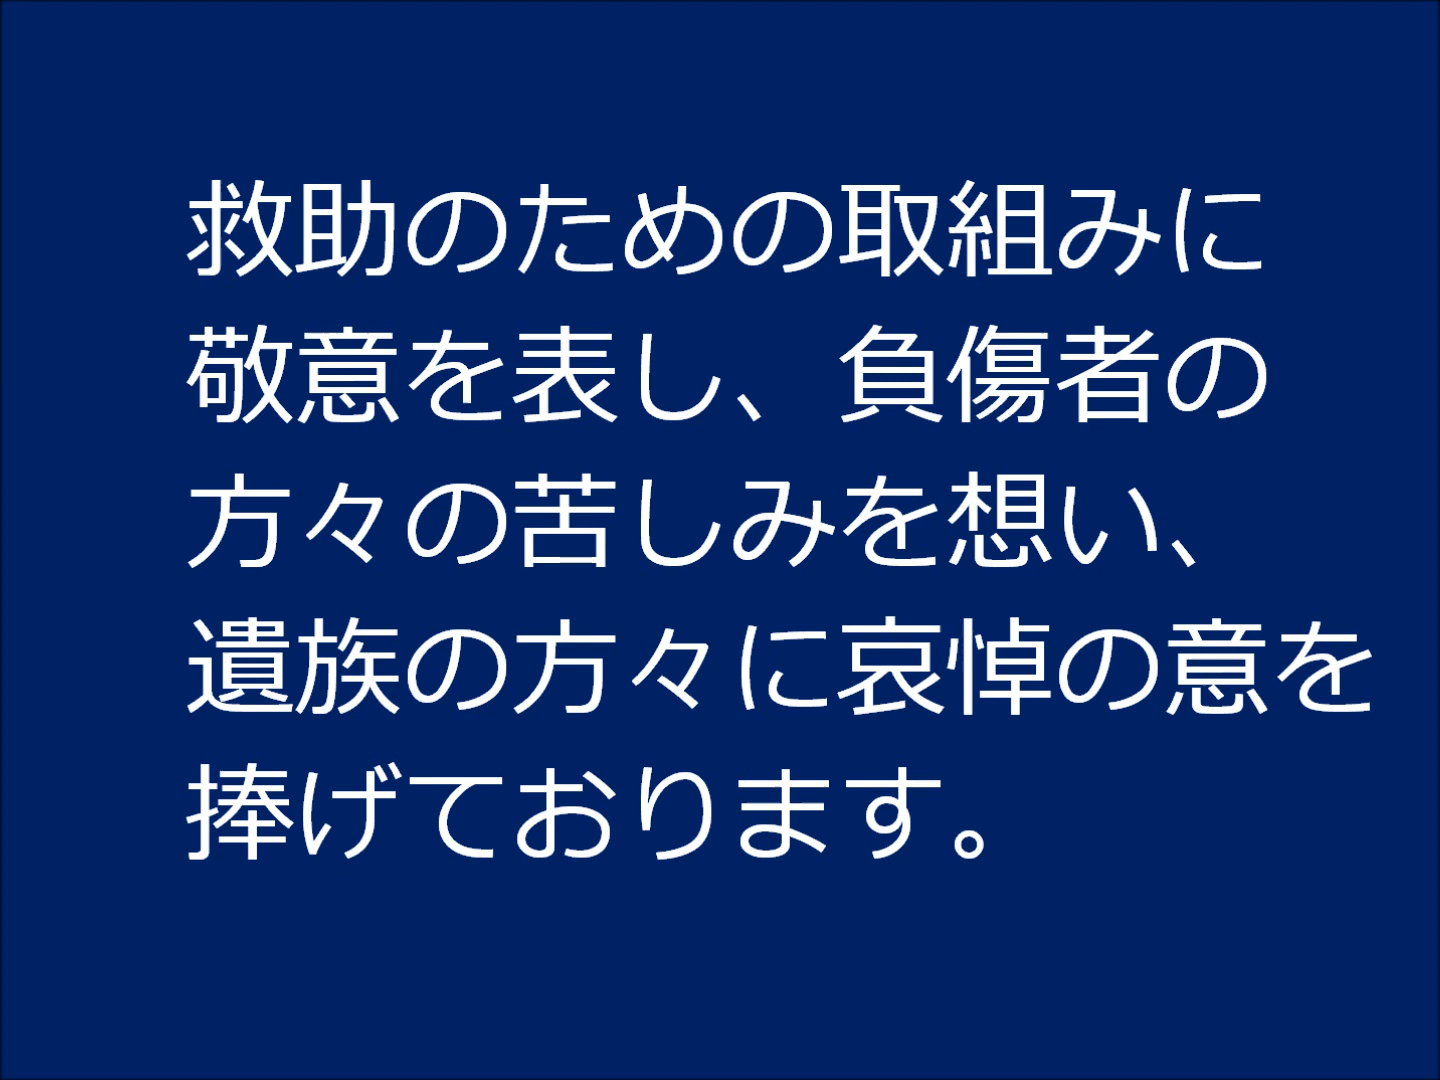 救助のための取組みに
敬意を表し、負傷者の
方々の苦しみを想い、
遺族の方々に哀悼の意を
捧げております。